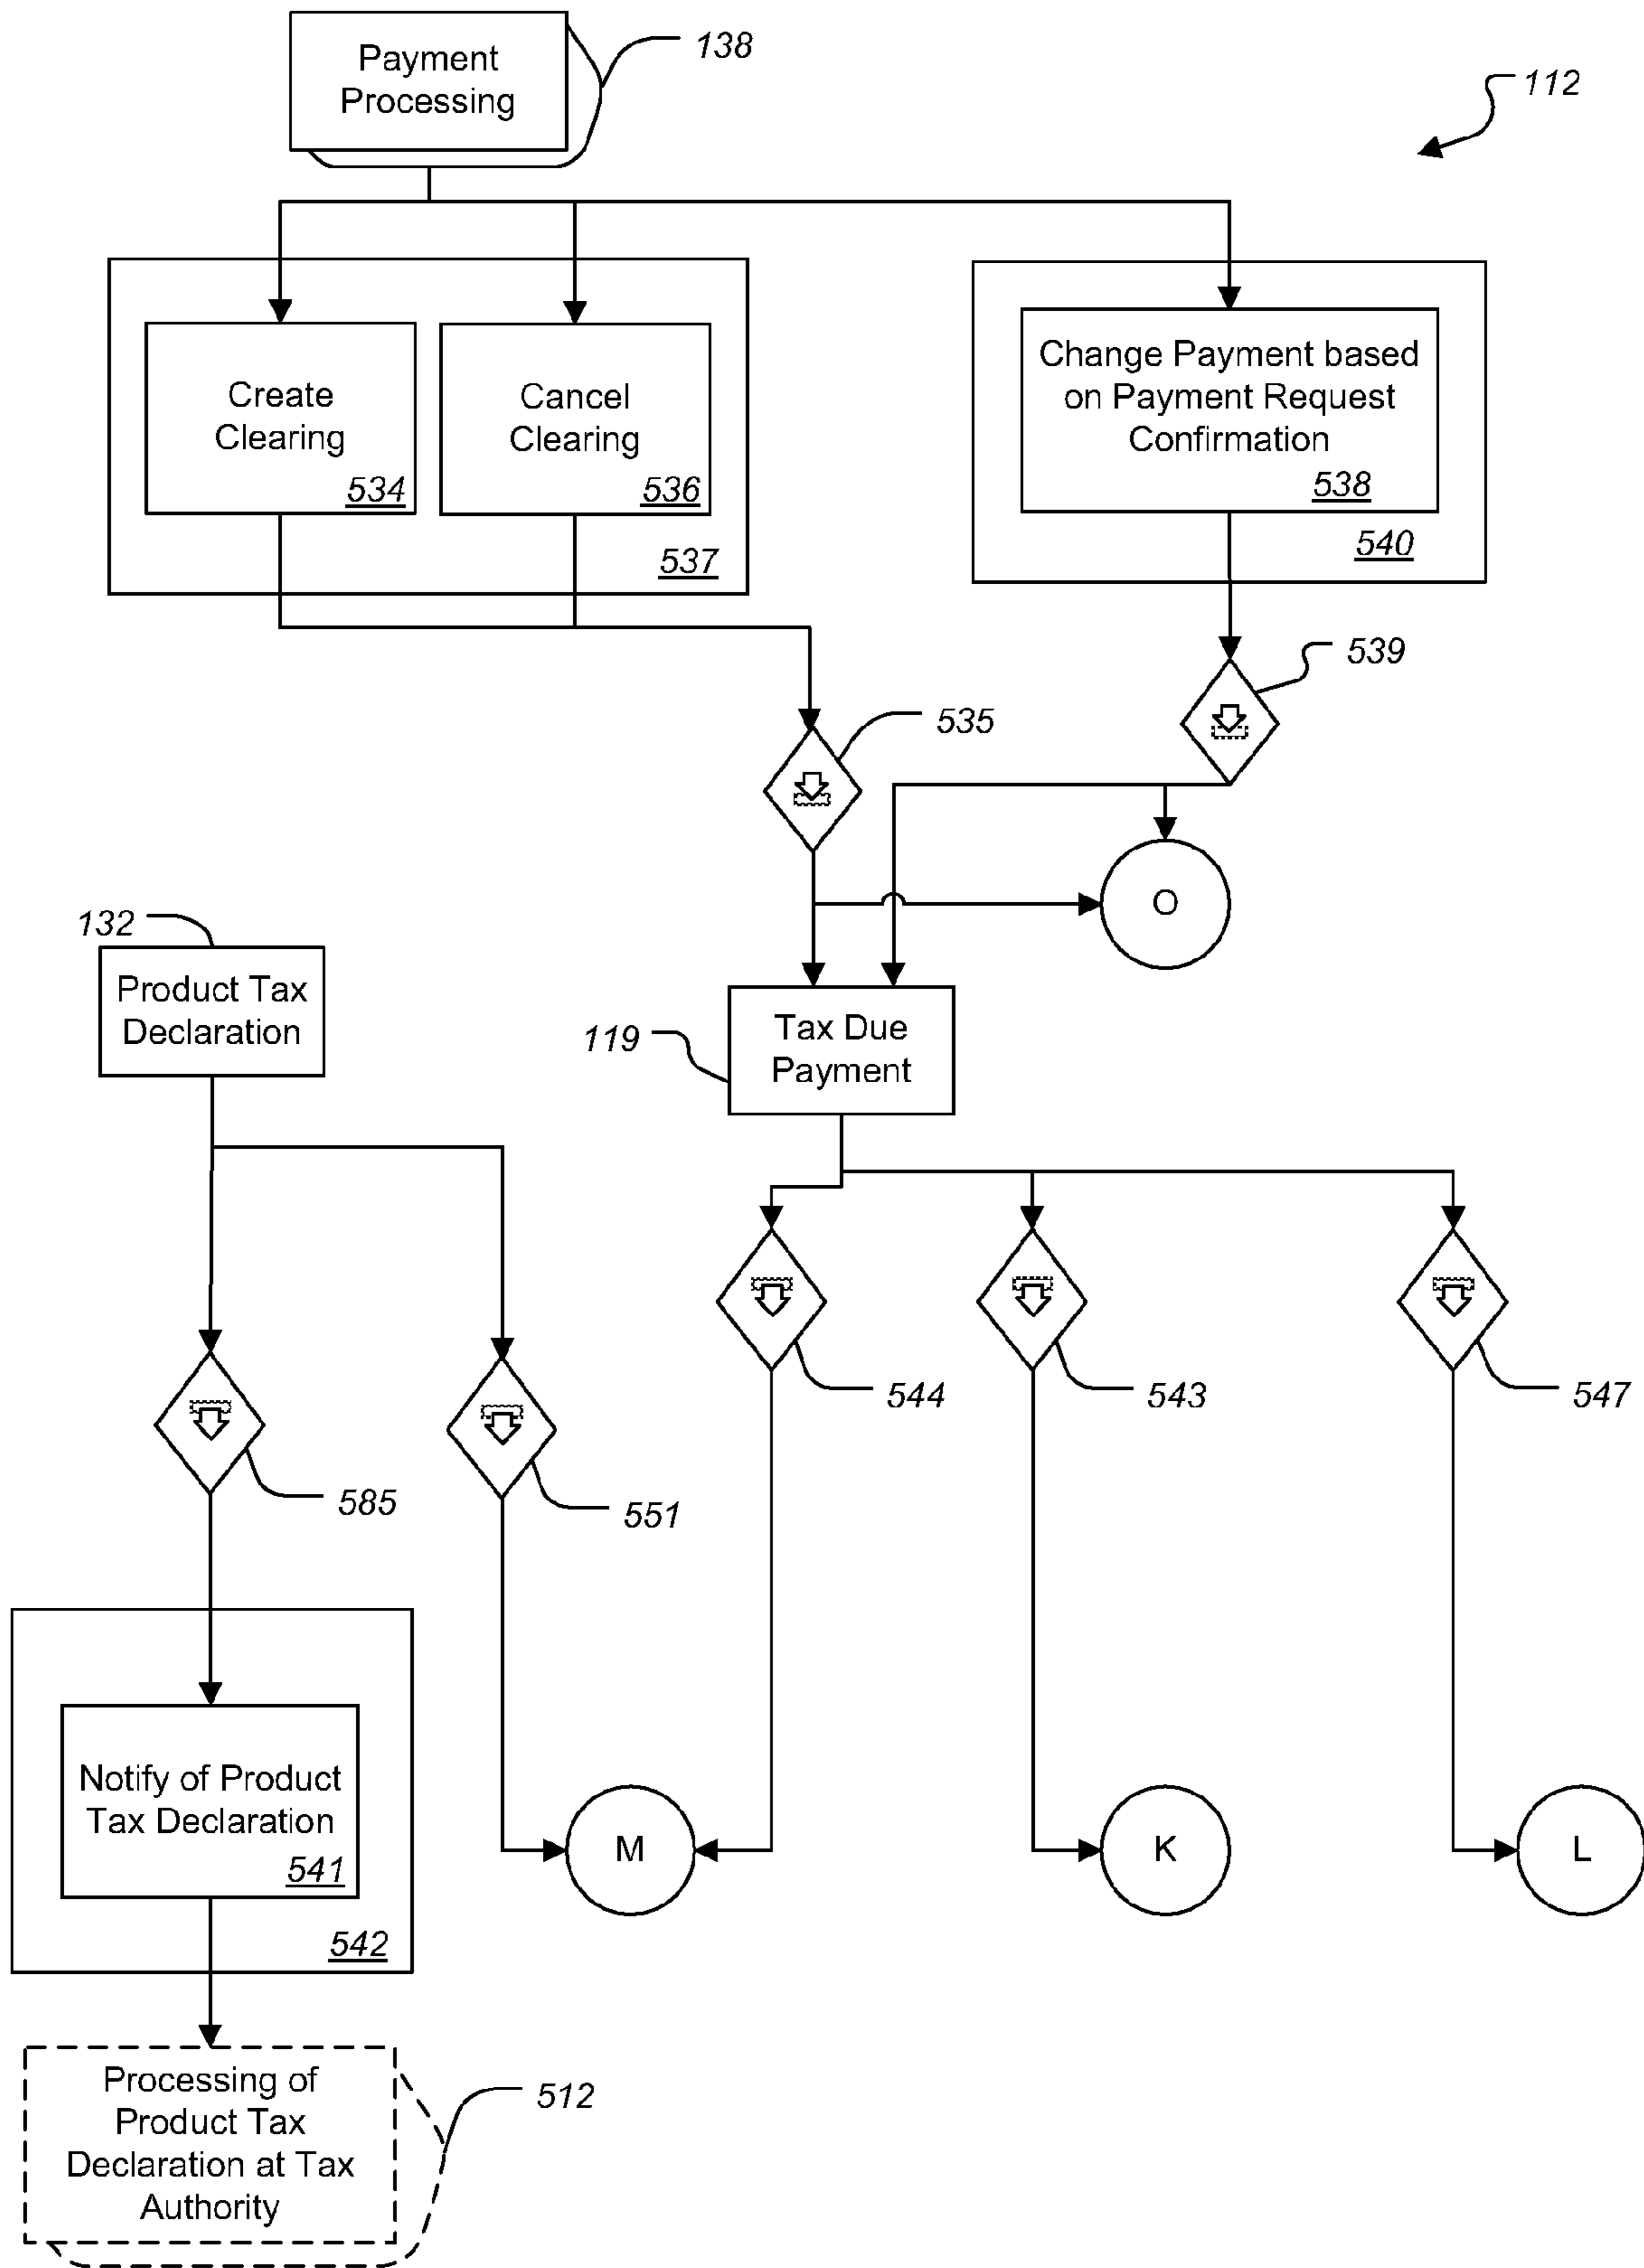 Payment
Processing
138
112
Create
Clearing
534
Cancel
Clearing
536
537
Change Payment based
on Payment Request
Confirmation
538
540
539
535
O
132
Product Tax
Declaration
119
Tax Due
Payment
544
543
547
585
551
Notify of Product
Tax Declaration
541
542
M
K
L
Processing of
Product Tax
Declaration at Tax
Authority
512